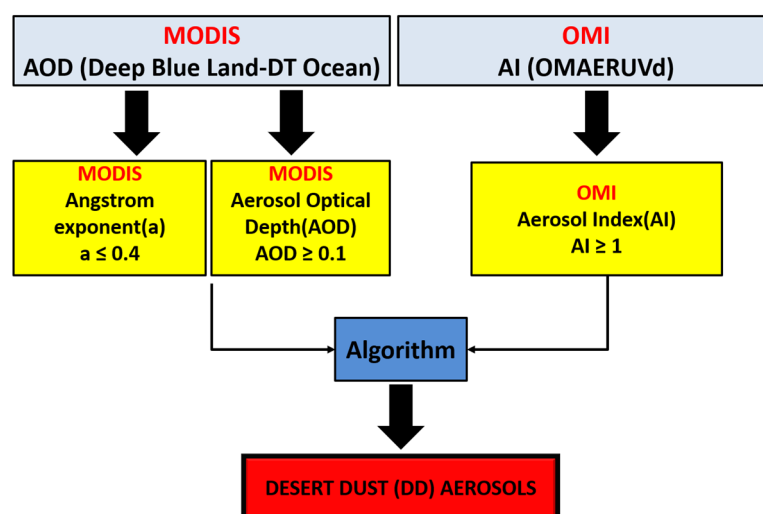 MODIS
AOD (Deep Blue Land-DT Ocean)
OMI
AI (OMAERUVd)
MODIS
Angstrom
exponent(a)
a ≤ 0.4
MODIS
Aerosol Optical
Depth(AOD)
AOD ≥ 0.1
OMI
Aerosol Index(AI)
AI ≥ 1
Algorithm
DESERT DUST (DD) AEROSOLS